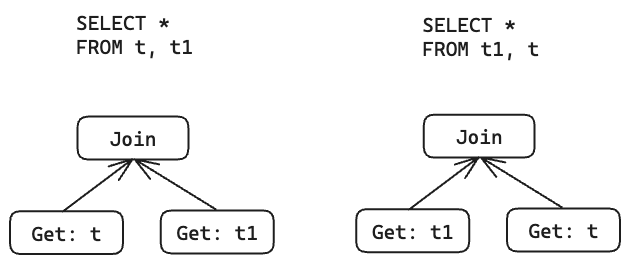 SELECT *
FROM t, t1
Join
Get: t
Get: t1
SELECT *
FROM t1, t
Join
Get: t1
Get: t